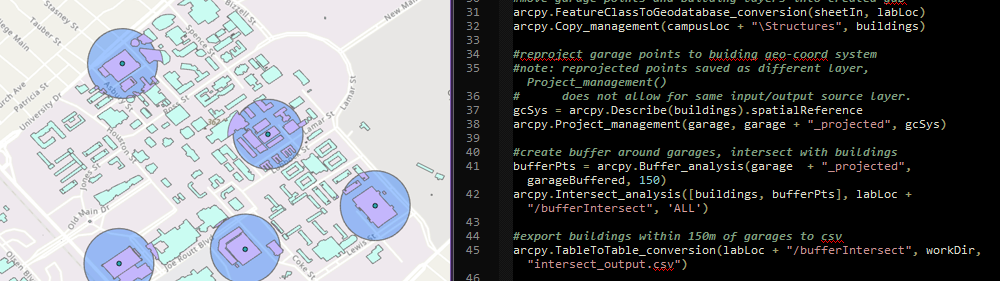 Stasney St
Tauber St
College Main
Bizzell St
Spence St
New Main
Church Ave
Patricia St
University Dr
Asbury
Houston St
Jones St
Lamar St
Lamar St
Old Main Dr
Olsen Blvd
Joe Routt Blvd
Coke St
Lewis St
#move garage points and building layers into created gdb
31 arcpy.FeatureClassToGeodatabase_conversion(sheetIn, labLoc)
32 arcpy.Copy_management(campusLoc + "\Structures", buildings)
33
34 #reproject garage points to buiding geo-coord system
35 #note: reprojected points saved as different layer,
Project_management()
36 #      does not allow for same input/output source layer.
37 gcSys = arcpy.Describe(buildings).spatialReference
38 arcpy.Project_management(garage, garage + "_projected", gcSys)
39
40 #create buffer around garages, intersect with buildings
41 bufferPts = arcpy.Buffer_analysis(garage  + "_projected",
garageBuffered, 150)
42 arcpy.Intersect_analysis([buildings, bufferPts], labLoc +
"/bufferIntersect", 'ALL')
43
44 #export buildings within 150m of garages to csv
45 arcpy.TableToTable_conversion(labLoc + "/bufferIntersect", workDir,
"intersect_output.csv")
46